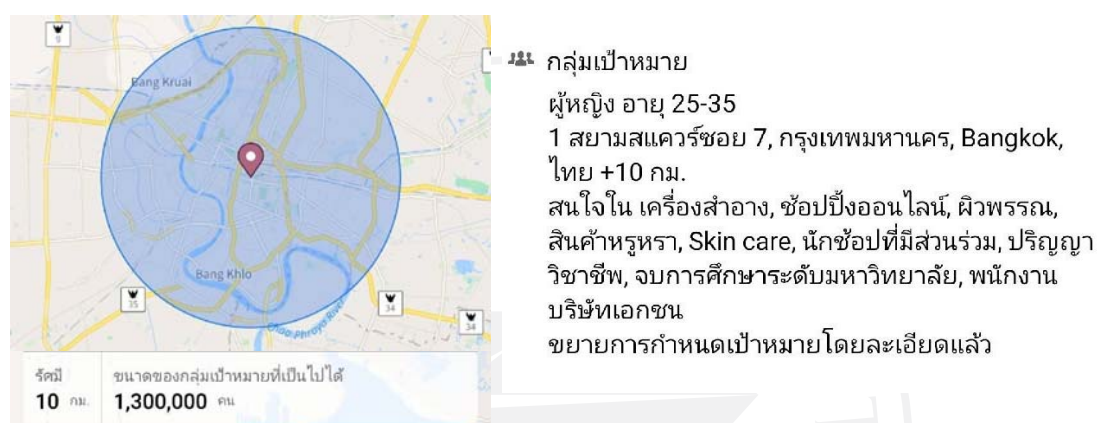 9
Bang Kruai
Bang Khlo
35
34
34
Chao Phraya River
รัศมี
10 กม.
ขนาดของกลุ่มเป้าหมายที่เป็นไปได้
1,300,000 คน
กลุ่มเป้าหมาย
ผู้หญิง อายุ 25-35
1 สยามสแควร์ซอย 7, กรุงเทพมหานคร, Bangkok,
ไทย +10 กม.
สนใจใน เครื่องสำอาง, ช้อปปิ้งออนไลน์, ผิวพรรณ,
สินค้าหรูหรา, Skin care, นักช้อปที่มีส่วนร่วม, ปริญญา
วิชาชีพ, จบการศึกษาระดับมหาวิทยาลัย, พนักงาน
บริษัทเอกชน
ขยายการกำหนดเป้าหมายโดยละเอียดแล้ว